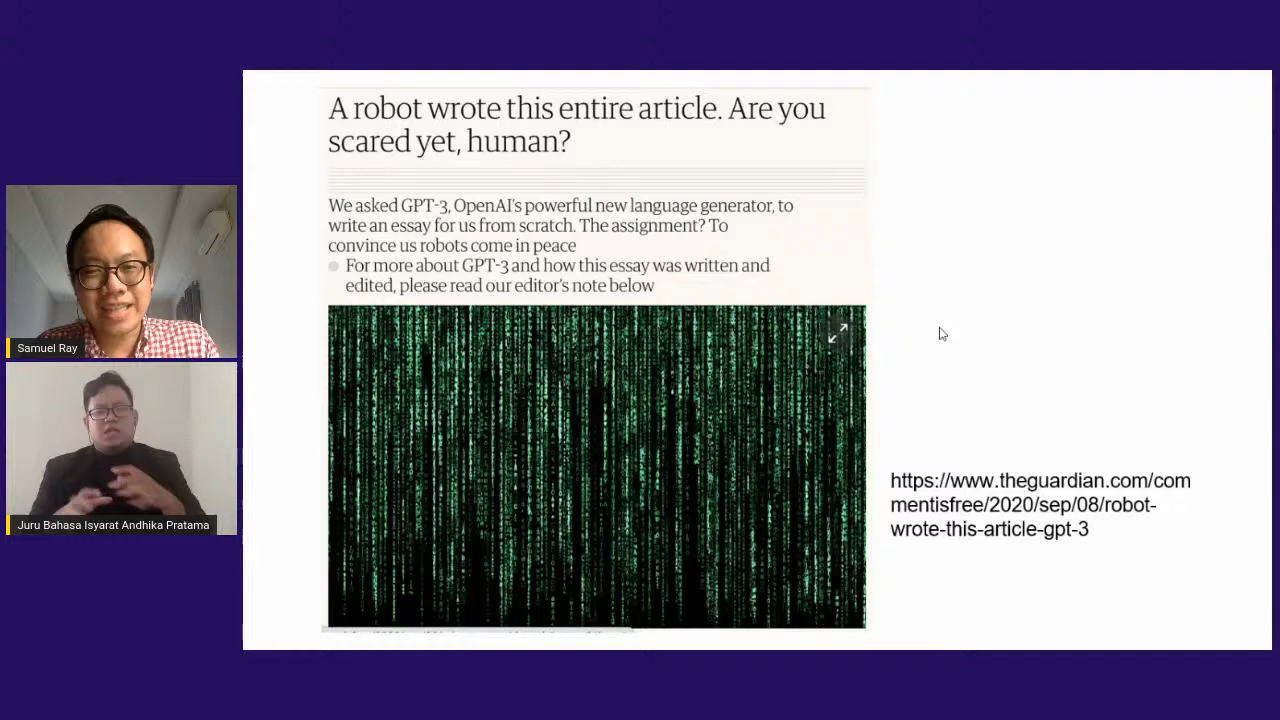 A robot wrote this entire article. Are you
scared yet, human?
We asked GPT-3, OpenAI's powerful new language generator, to
write an essay for us from scratch. The assignment? To
convince us robots come in peace
For more about GPT-3 and how this essay was written and
edited, please read our editor's note below
https://www.theguardian.com/com
mentisfree/2020/sep/08/robot-
wrote-this-article-gpt-3
Samuel Ray
Juru Bahasa Isyarat Andhika Pratama